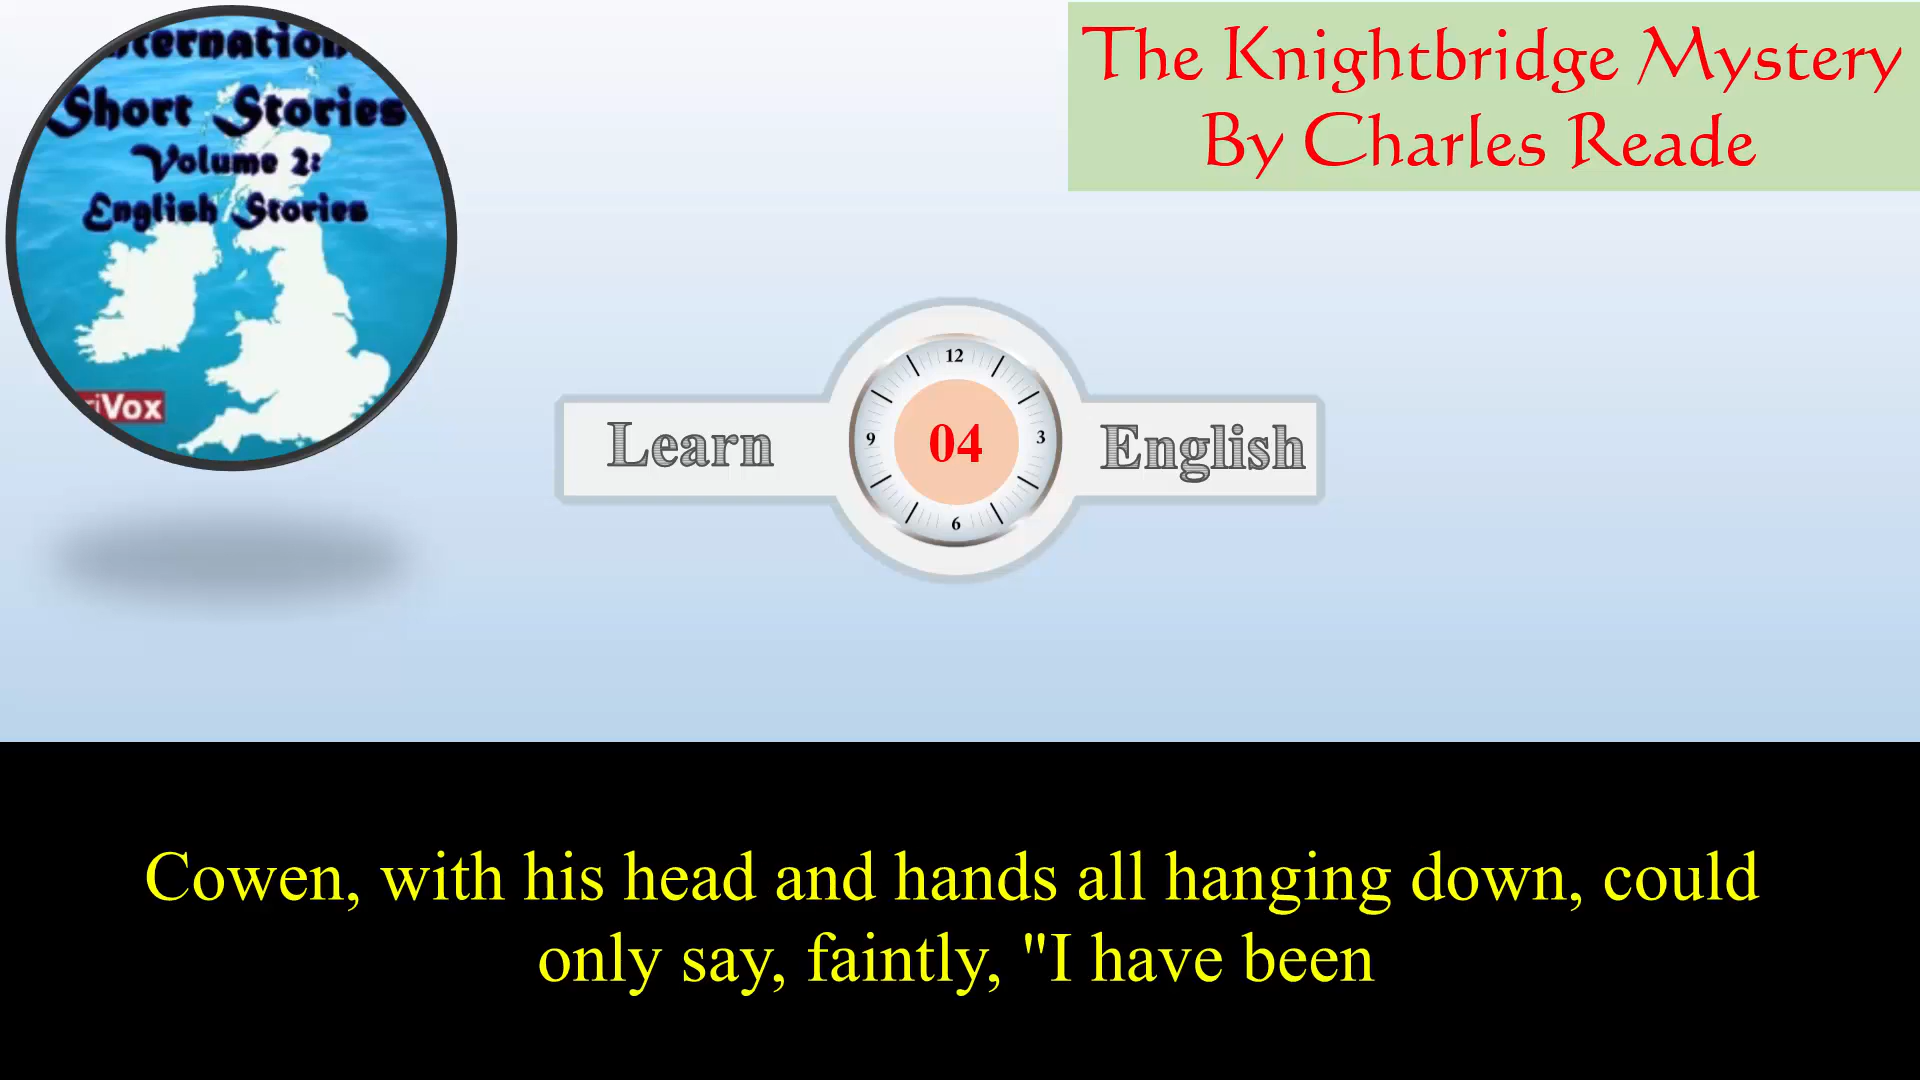 Short Stories
Volume 2:
English Stories
Vox
The Knightbridge Mystery
By Charles Reade
12
9
3
6
Learn
04
English
Cowen, with his head and hands all hanging down, could
only say, faintly, "I have been